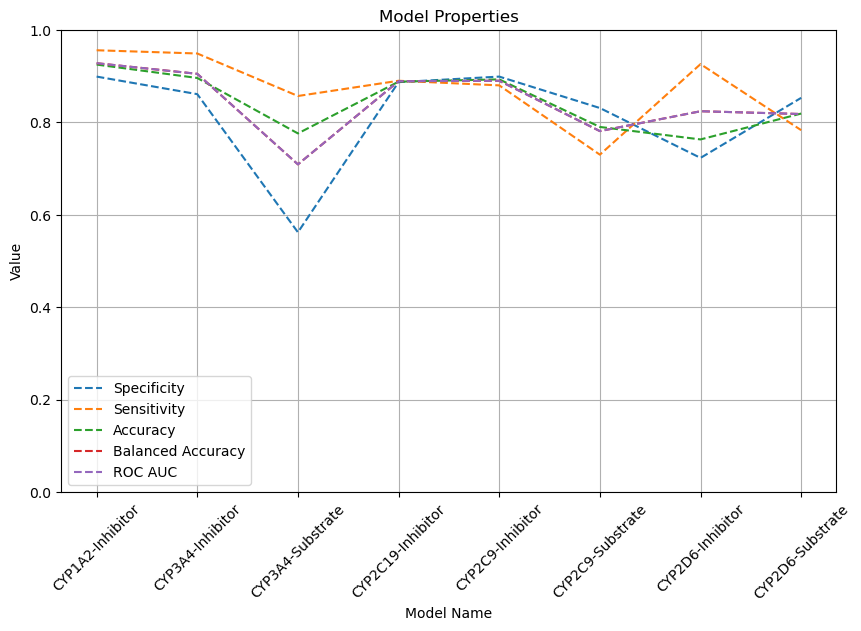 Model Properties
1.0
0.8
0.6
0.4
0.2
0.0
Value
Specificity
Sensitivity
Accuracy
Balanced Accuracy
ROC AUC
CYP1A2-Inhibitor
CYP3A4-Inhibitor
CYP3A4-Substrate
CYP2C19-Inhibitor
CYP2C9-Inhibitor
CYP2C9-Substrate
CYP2D6-Inhibitor
CYP2D6-Substrate
Model Name